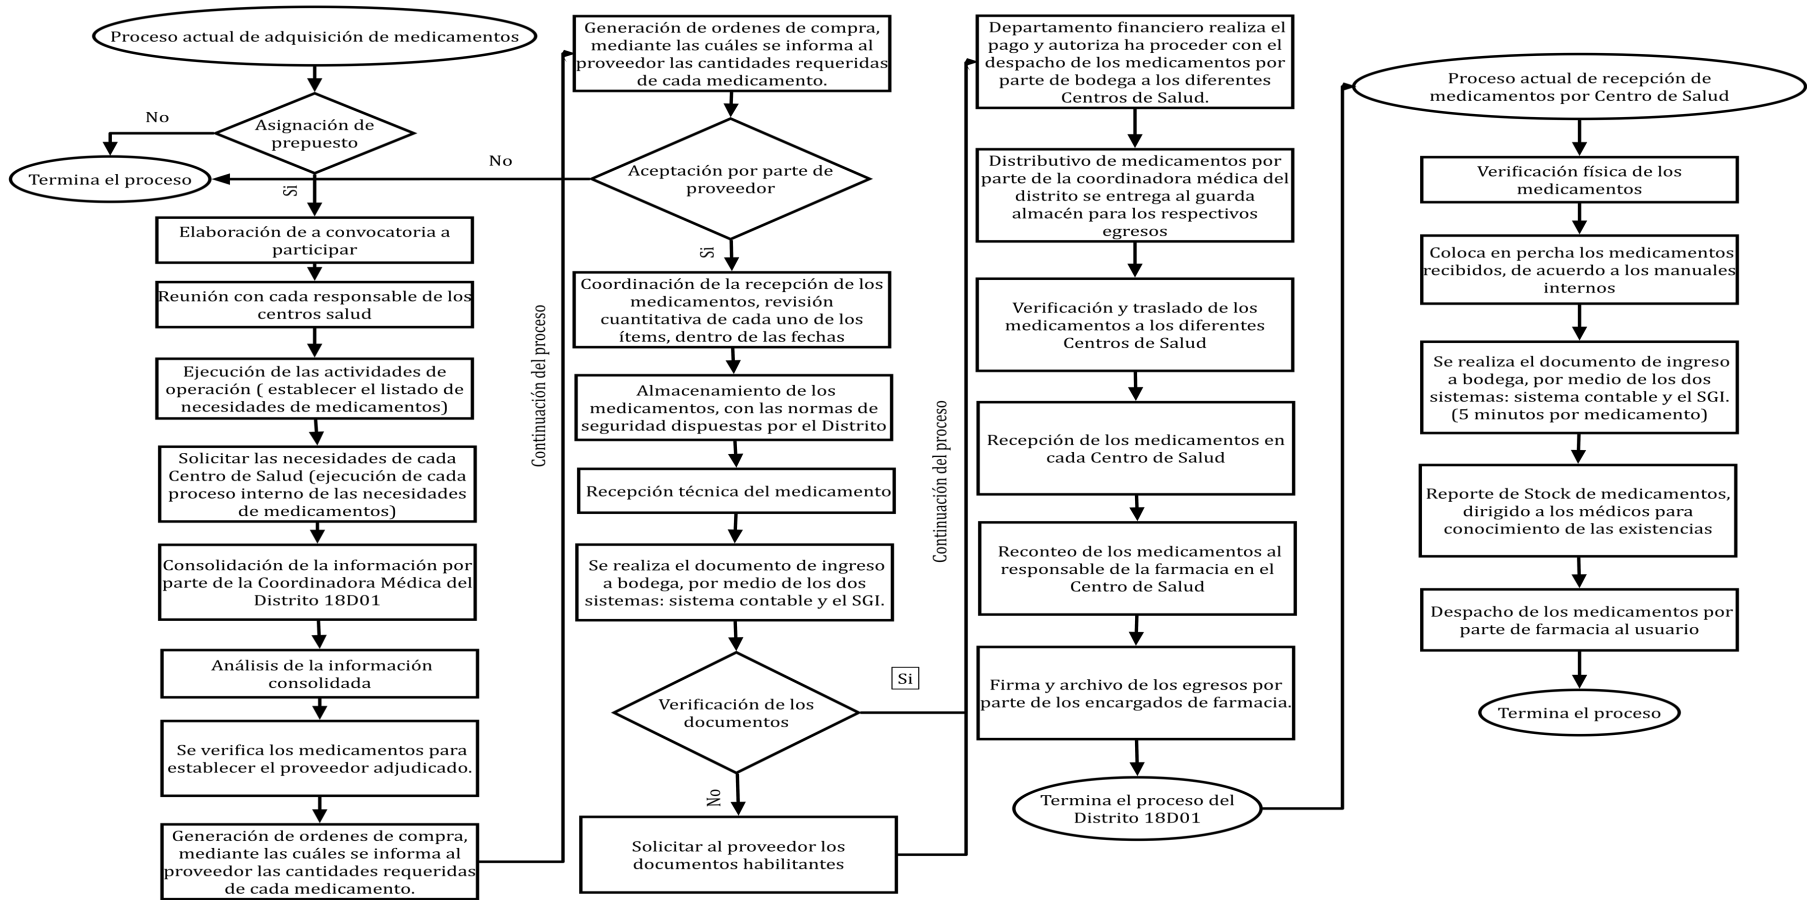 Proceso actual de adquisición de medicamentos
No
Asignación de
prepuesto
Termina el proceso
Si
Elaboración de a convocatoria a
participar
Reunión con cada responsable de los
centros salud
Ejecución de las actividades de
operación ( establecer el listado de
necesidades de medicamentos)
Solicitar las necesidades de cada
Centro de Salud (ejecución de cada
proceso interno de las necesidades
de medicamentos)
Consolidación de la información por
parte de la Coordinadora Médica del
Distrito 18D01
Análisis de la información
consolidada
Se verifica los medicamentos para
establecer el proveedor adjudicado.
Generación de ordenes de compra,
mediante las cuáles se informa al
proveedor las cantidades requeridas
de cada medicamento.
Continuación del proceso
Generación de ordenes de compra,
mediante las cuáles se informa al
proveedor las cantidades requeridas
de cada medicamento.
No
Aceptación por parte de
proveedor
Si
Coordinación de la recepción de los
medicamentos, revisión
cuantitativa de cada uno de los
ítems, dentro de las fechas
Almacenamiento de los
medicamentos, con las normas de
seguridad dispuestas por el Distrito
Recepción técnica del medicamento
Se realiza el documento de ingreso
a bodega, por medio de los dos
sistemas: sistema contable y el SGI.
Verificación de los
documentos
Si
No
Solicitar al proveedor los
documentos habilitantes
Continuación del proceso
Departamento financiero realiza el
pago y autoriza ha proceder con el
despacho de los medicamentos por
parte de bodega a los diferentes
Centros de Salud.
Distributivo de medicamentos por
parte de la coordinadora médica del
distrito se entrega al guarda
almacén para los respectivos
egresos
Verificación y traslado de los
medicamentos a los diferentes
Centros de Salud
Recepción de los medicamentos en
cada Centro de Salud
Reconteo de los medicamentos al
responsable de la farmacia en el
Centro de Salud
Firma y archivo de los egresos por
parte de los encargados de farmacia.
Termina el proceso del
Distrito 18D01
Proceso actual de recepción de
medicamentos por Centro de Salud
Verificación física de los
medicamentos
Coloca en percha los medicamentos
recibidos, de acuerdo a los manuales
internos
Se realiza el documento de ingreso
a bodega, por medio de los dos
sistemas: sistema contable y el SGI.
(5 minutos por medicamento)
Reporte de Stock de medicamentos,
dirigido a los médicos para
conocimiento de las existencias
Despacho de los medicamentos por
parte de farmacia al usuario
Termina el proceso